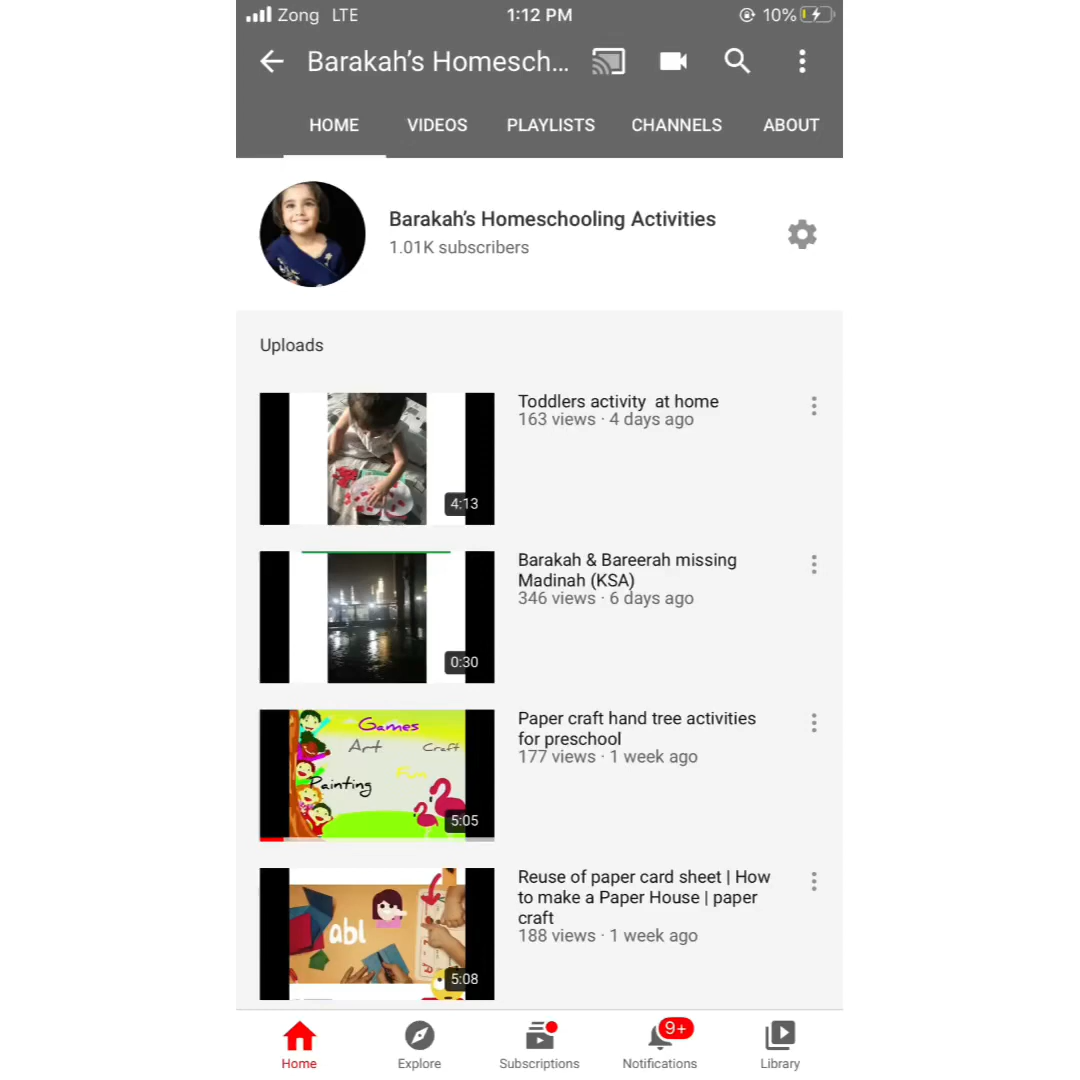 Zong LTE 1:12 PM 10%
Barakah's Homesch...
HOME VIDEOS PLAYLISTS CHANNELS ABOUT
Barakah's Homeschooling Activities
1.01K subscribers
Uploads
Toddlers activity at home
163 views · 4 days ago
4:13
Barakah & Bareerah missing
Madinah (KSA)
346 views · 6 days ago
0:30
Paper craft hand tree activities
for preschool
177 views · 1 week ago
Games
Art Craft
Fun
Painting
5:05
Reuse of paper card sheet | How
to make a Paper House | paper
craft
188 views · 1 week ago
abl
5:08
9+
Home Explore Subscriptions Notifications Library